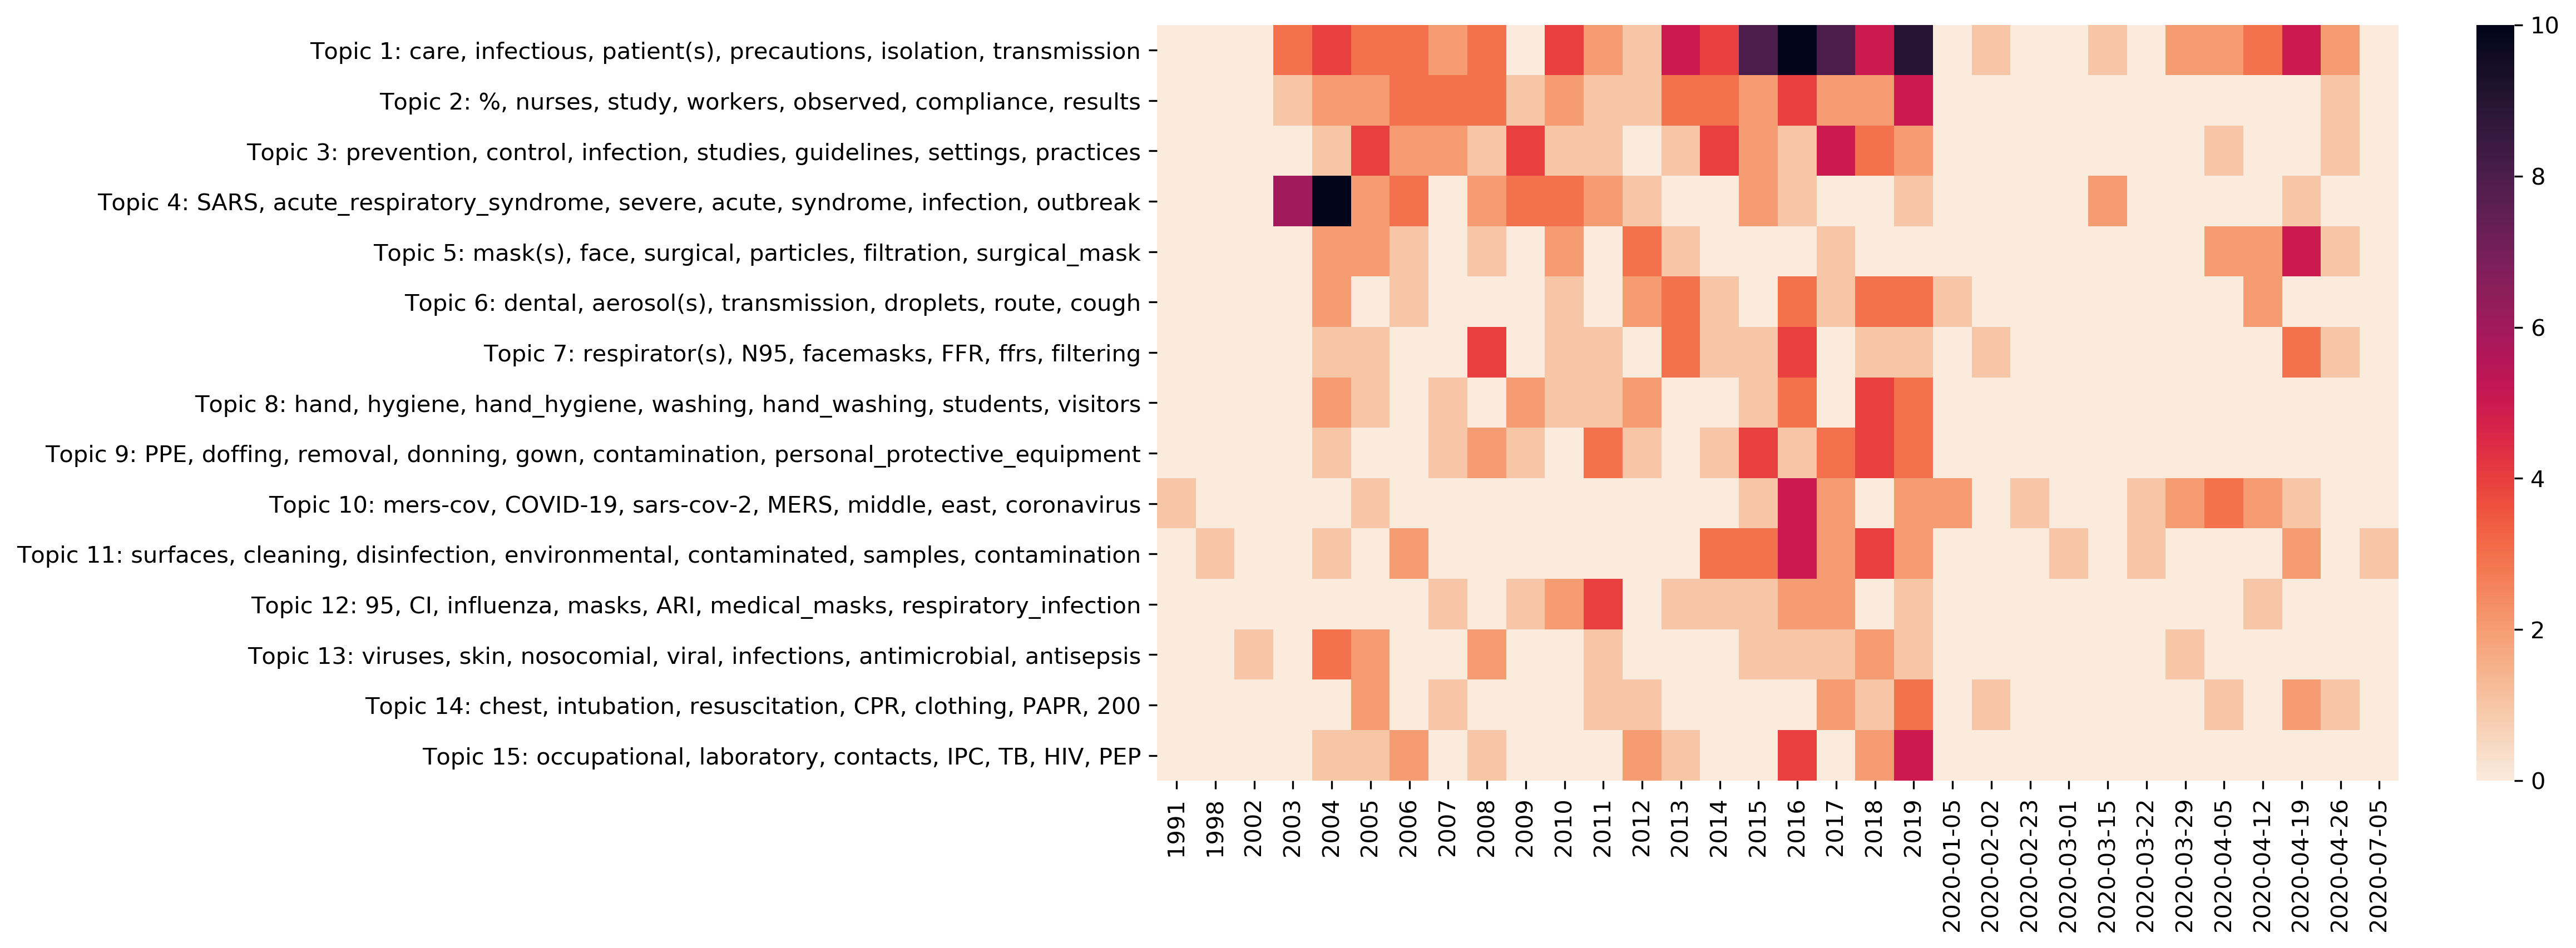 Topic 1: care, infectious, patient(s), precautions, isolation, transmission
Topic 2: %, nurses, study, workers, observed, compliance, results
Topic 3: prevention, control, infection, studies, guidelines, settings, practices
Topic 4: SARS, acute_respiratory_syndrome, severe, acute, syndrome, infection, outbreak
Topic 5: mask(s), face, surgical, particles, filtration, surgical_mask
Topic 6: dental, aerosol(s), transmission, droplets, route, cough
Topic 7: respirator(s), N95, facemasks, FFR, ffrs, filtering
Topic 8: hand, hygiene, hand_hygiene, washing, hand_washing, students, visitors
Topic 9: PPE, doffing, removal, donning, gown, contamination, personal_protective_equipment
Topic 10: mers-cov, COVID-19, sars-cov-2, MERS, middle, east, coronavirus
Topic 11: surfaces, cleaning, disinfection, environmental, contaminated, samples, contamination
Topic 12: 95, CI, influenza, masks, ARI, medical_masks, respiratory_infection
Topic 13: viruses, skin, nosocomial, viral, infections, antimicrobial, antisepsis
Topic 14: chest, intubation, resuscitation, CPR, clothing, PAPR, 200
Topic 15: occupational, laboratory, contacts, IPC, TB, HIV, PEP
1991
1998
2002
2003
2004
2005
2006
2007
2008
2009
2010
2011
2012
2013
2014
2015
2016
2017
2018
2019
2020-01-05
2020-02-02
2020-02-23
2020-03-01
2020-03-15
2020-03-22
2020-03-29
2020-04-05
2020-04-12
2020-04-19
2020-04-26
2020-07-05
10
8
6
4
2
0